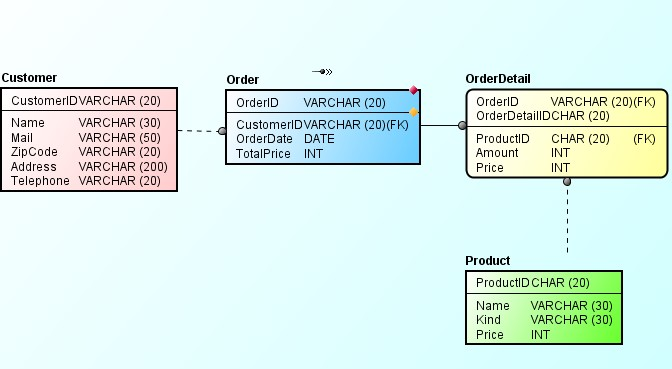 Customer
CustomerID VARCHAR (20)
Name VARCHAR (30)
Mail VARCHAR (50)
ZipCode VARCHAR (20)
Address VARCHAR (200)
Telephone VARCHAR (20)
Order
OrderID VARCHAR (20)
CustomerID VARCHAR (20)(FK)
OrderDate DATE
TotalPrice INT
OrderDetail
OrderID VARCHAR (20)(FK)
OrderDetailID CHAR (20)
ProductID CHAR (20) (FK)
Amount INT
Price INT
Product
ProductID CHAR (20)
Name VARCHAR (30)
Kind VARCHAR (30)
Price INT